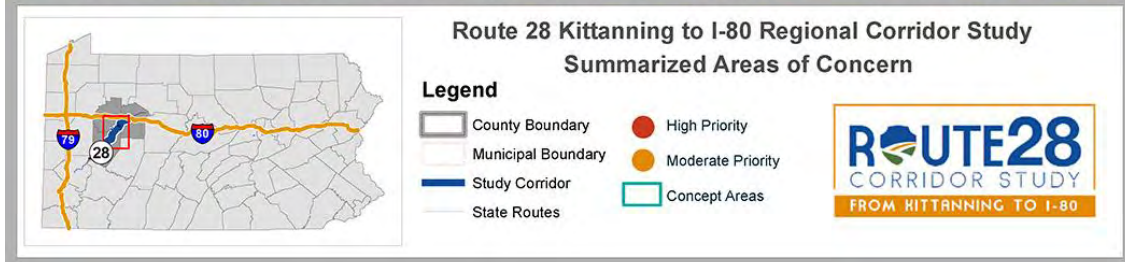 Route 28 Kittanning to I-80 Regional Corridor Study
Summarized Areas of Concern
Legend
County Boundary
Municipal Boundary
Study Corridor
State Routes
High Priority
Moderate Priority
Concept Areas
79
28
80
ROUTE28
CORRIDOR STUDY
FROM KITTANNING TO I-80